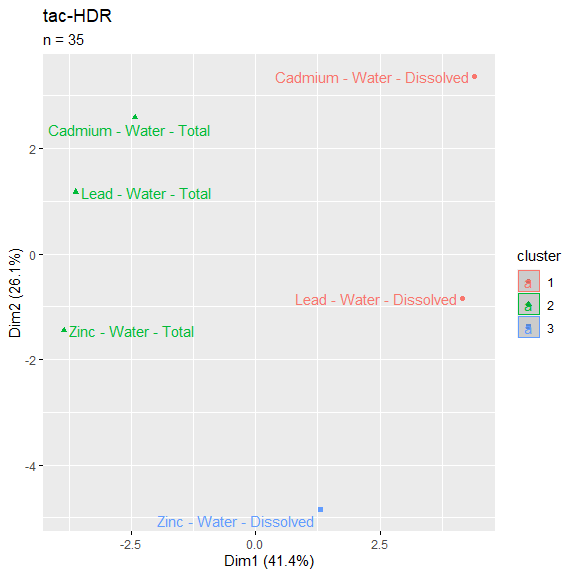 tac-HDR
n = 35
Cadmium - Water - Dissolved
Cadmium - Water - Total
2
Lead - Water - Total
0
Lead - Water - Dissolved
Zinc - Water - Total
-2
-4
Zinc - Water - Dissolved
-2.5 0.0 2.5
Dim1 (41.4%)
Dim2 (26.1%)
cluster
1
2
3